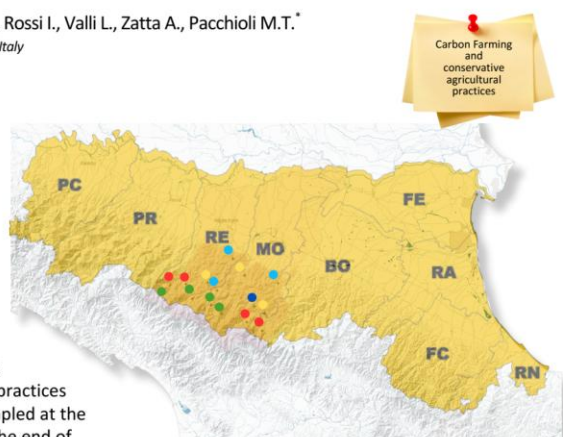 Rossi I., Valli L., Zatta A., Pacchioli M.T.*
Italy
Carbon Farming
and
conservative
agricultural
practices
PC
PR
RE
MO
BO
FE
RA
FC
RN
practices
pled at the
he end of